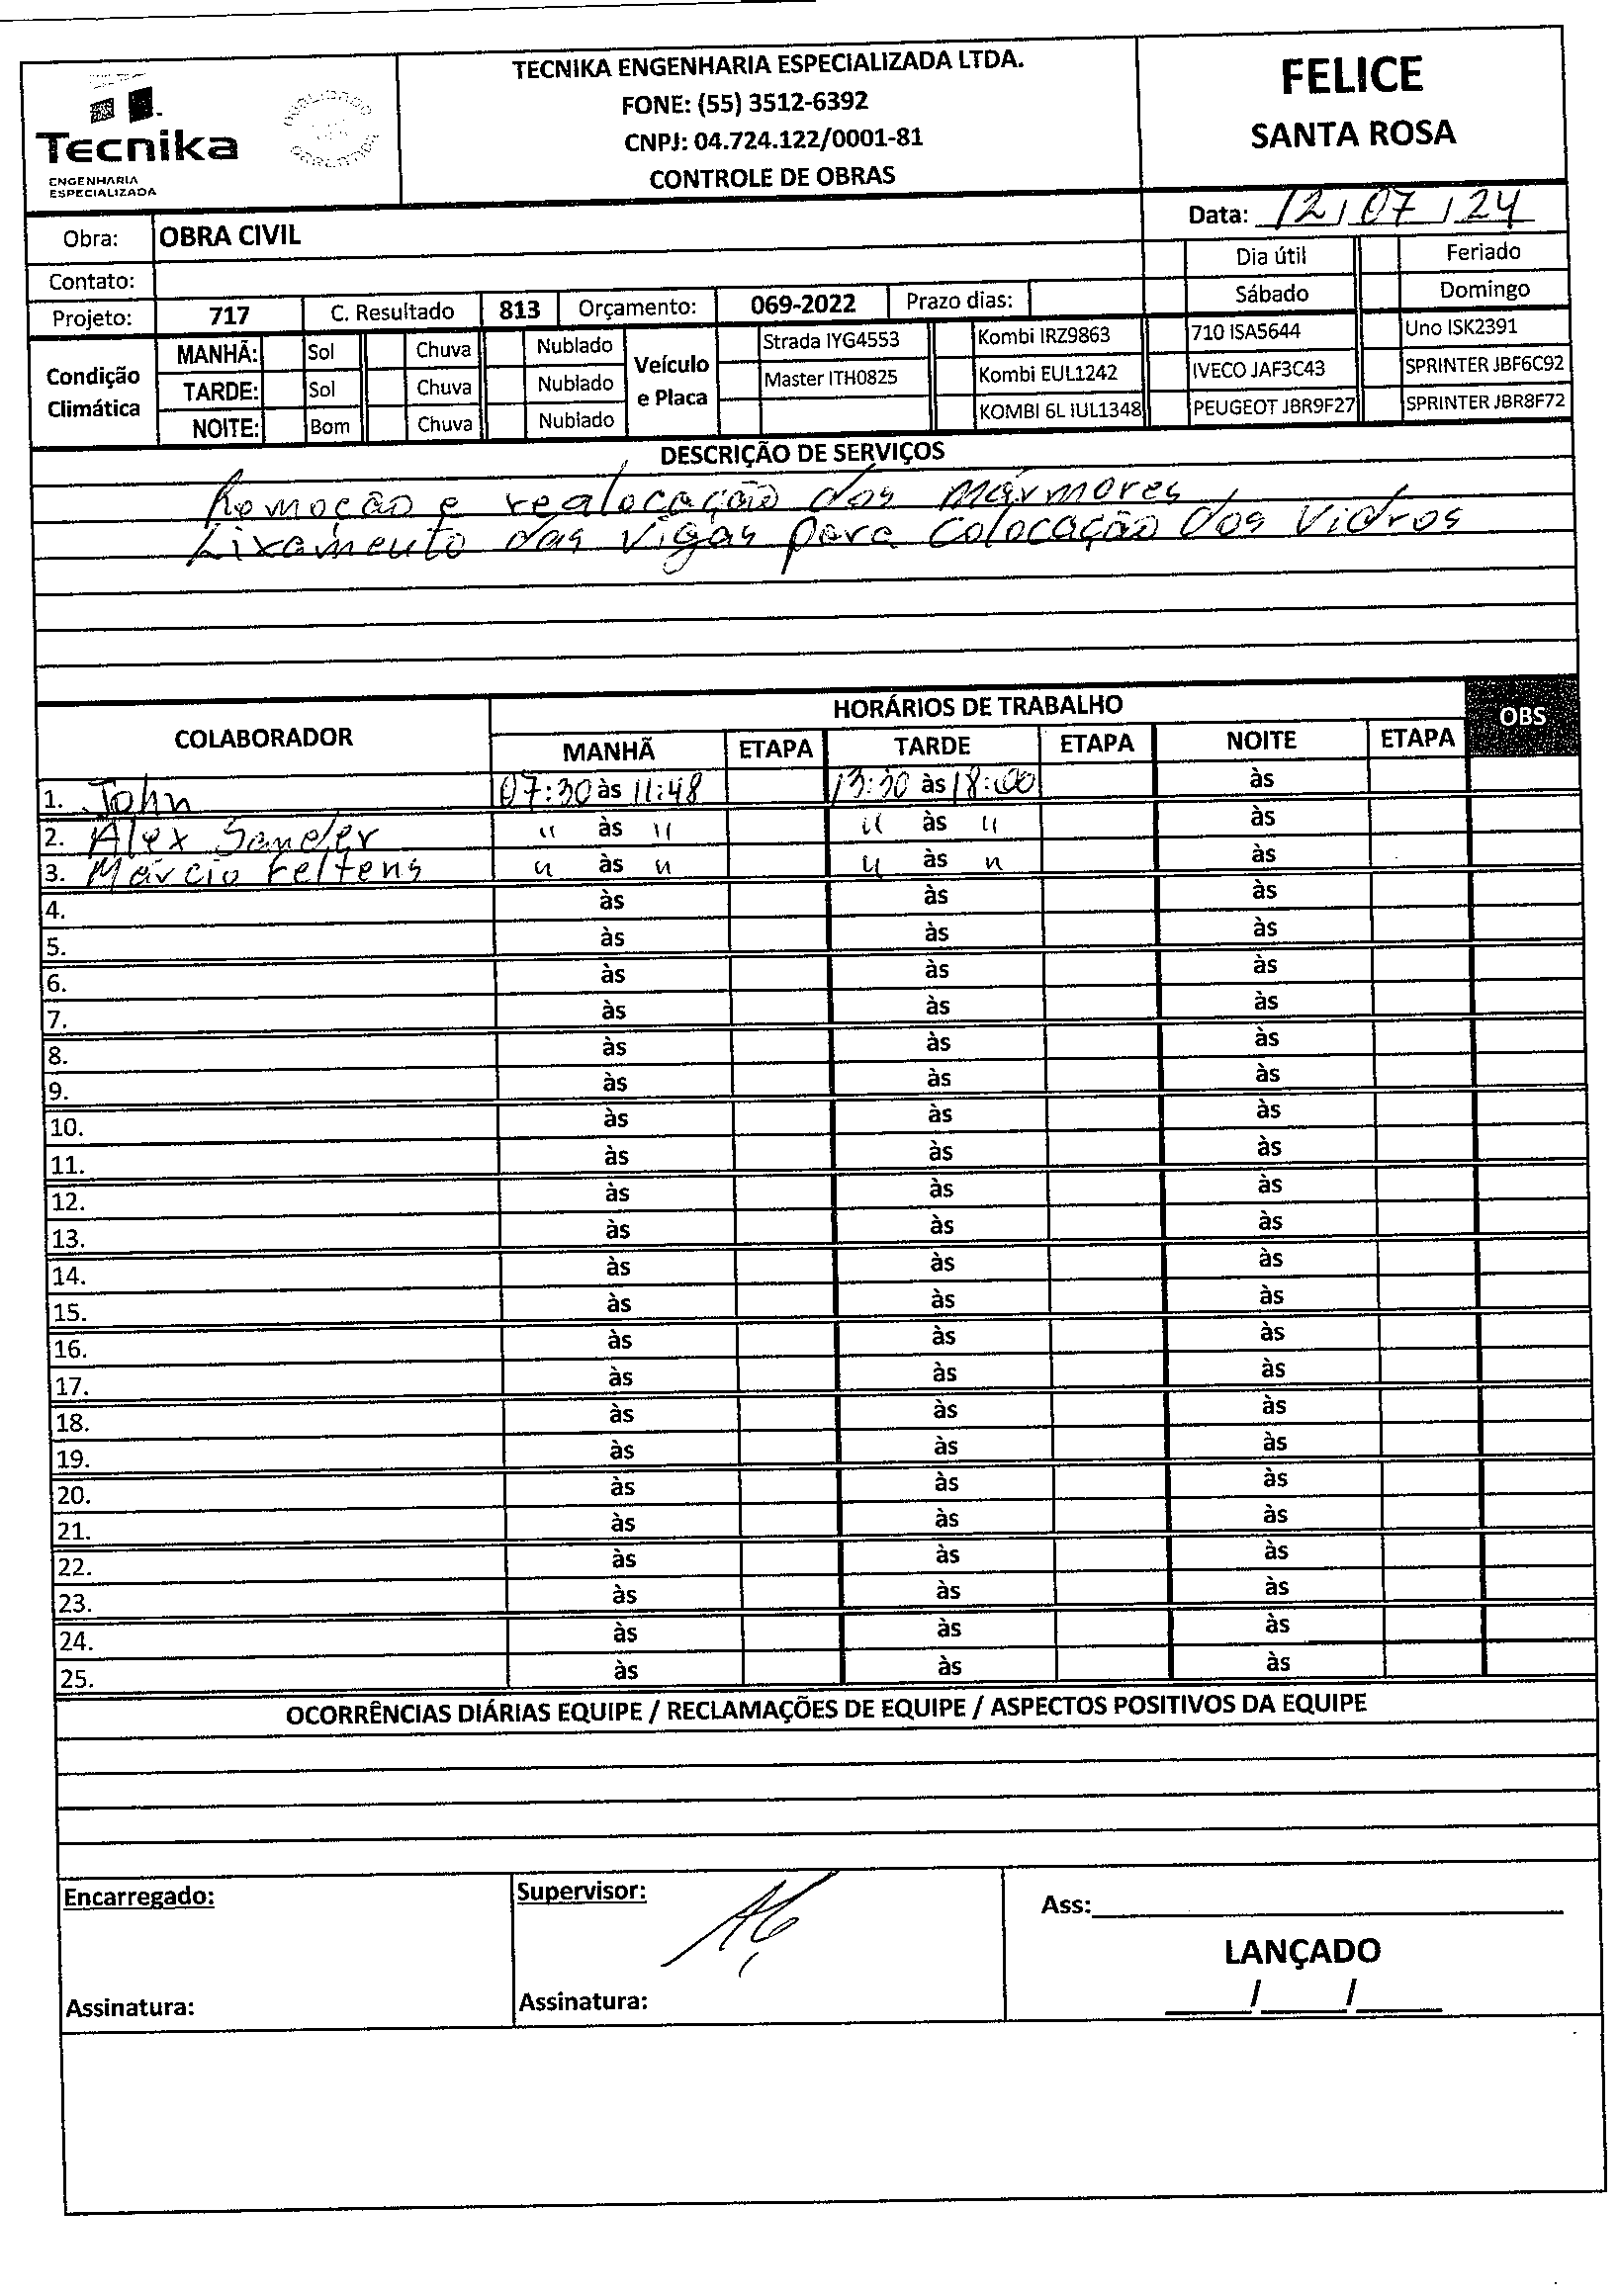 Tecnika
ENGENHARIA
ESPECIALIZADA
TECNIKA ENGENHARIA ESPECIALIZADA LTDA.
FONE: (55) 3512-6392
CNPJ: 04.724.122/0001-81
CONTROLE DE OBRAS
FELICE
SANTA ROSA
Obra: OBRA CIVIL
Data: 12/07/24
Contato:
Dia útil Feriado
Sábado Domingo
Projeto: 717 C. Resultado 813 Orçamento: 069-2022 Prazo dias:
Condição Climática
MANHÃ: Sol Chuva Nublado
TARDE: Sol Chuva Nublado
NOITE: Bom Chuva Nublado
Veículo e Placa
Strada IYG4553 Kombi IRZ9863 710 ISA5644 Uno ISK2391
Master ITH0825 Kombi EUL1242 IVECO JAF3C43 SPRINTER JBF6C92
KOMBI 6L IUL1348 PEUGEOT JBR9F27 SPRINTER JBR8F72
DESCRIÇÃO DE SERVIÇOS
Remoção e realocação dos mármores
Lixamento das vigas para colocação dos vidros
COLABORADOR HORÁRIOS DE TRABALHO OBS
MANHÃ ETAPA TARDE ETAPA NOITE ETAPA
1. John 07:30 às 11:48 13:30 às 18:00 às
2. Alex Sander " às " " às " às
3. Márcio Feltens " às " " às " às
4. às às às
5. às às às
6. às às às
7. às às às
8. às às às
9. às às às
10. às às às
11. às às às
12. às às às
13. às às às
14. às às às
15. às às às
16. às às às
17. às às às
18. às às às
19. às às às
20. às às às
21. às às às
22. às às às
23. às às às
24. às às às
25. às às às
OCORRÊNCIAS DIÁRIAS EQUIPE / RECLAMAÇÕES DE EQUIPE / ASPECTOS POSITIVOS DA EQUIPE
Encarregado:
Assinatura:
Supervisor:
Assinatura:
Ass:
LANÇADO
/ /